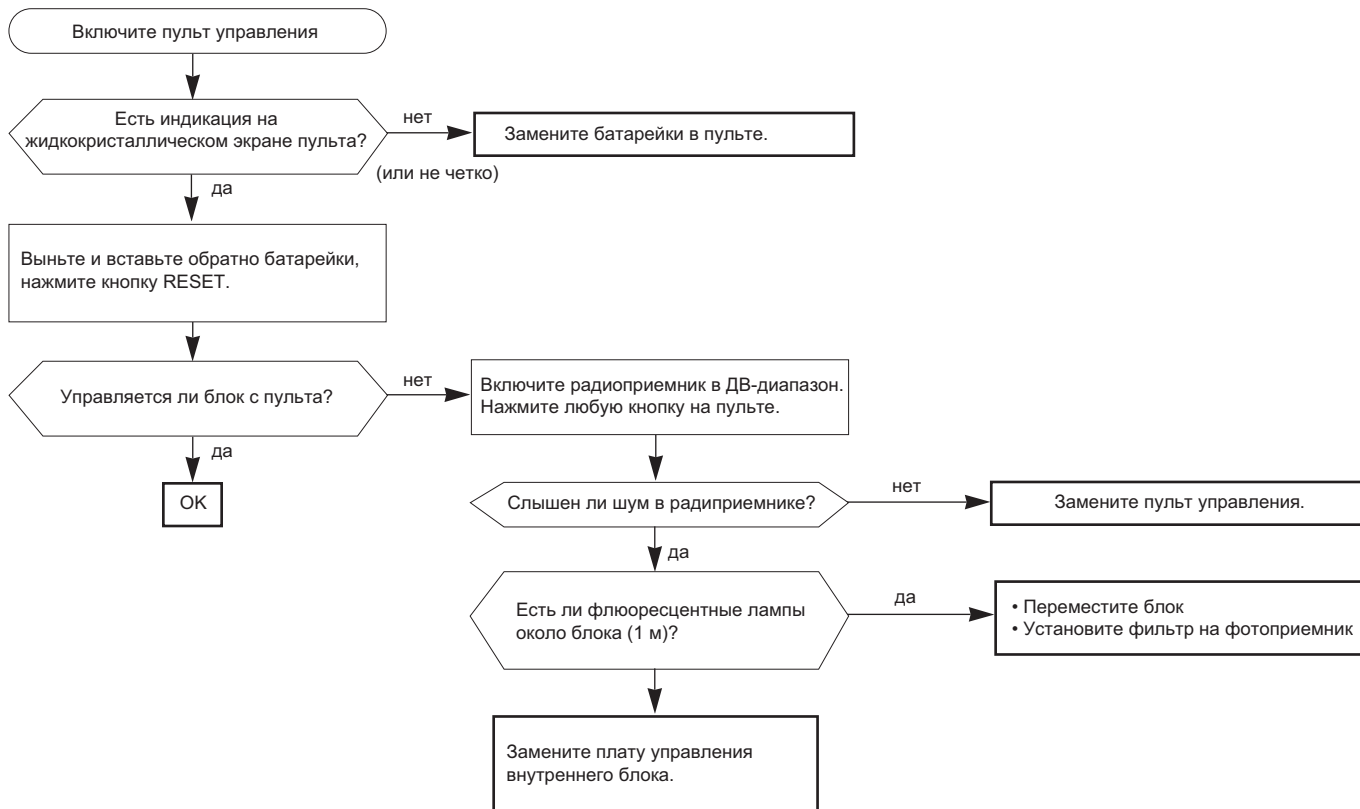 Включите пульт управления
Есть индикация на
жидкокристаллическом экране пульта?
нет
(или не четко)
Замените батарейки в пульте.
да
Выньте и вставьте обратно батарейки,
нажмите кнопку RESET.
Управляется ли блок с пульта?
нет
Включите радиоприемник в ДВ-диапазон.
Нажмите любую кнопку на пульте.
да
OK
Слышен ли шум в радиприемнике?
нет
Замените пульт управления.
да
Есть ли флюоресцентные лампы
около блока (1 м)?
да
• Переместите блок
• Установите фильтр на фотоприемник
Замените плату управления
внутреннего блока.